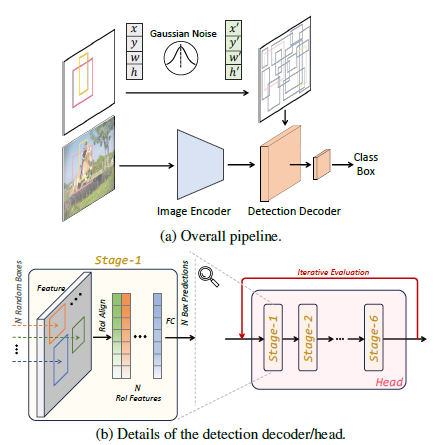 x
y
w
h
Gaussian Noise
x'
y'
w'
h'
Class
Box
Image Encoder
Detection Decoder
(a) Overall pipeline.
Stage-1
N Random Boxes
Feature
RoI Align
FC
N
RoI Features
N Box Predictions
Iterative Evaluation
Stage-1
Stage-2
Stage-6
Head
(b) Details of the detection decoder/head.